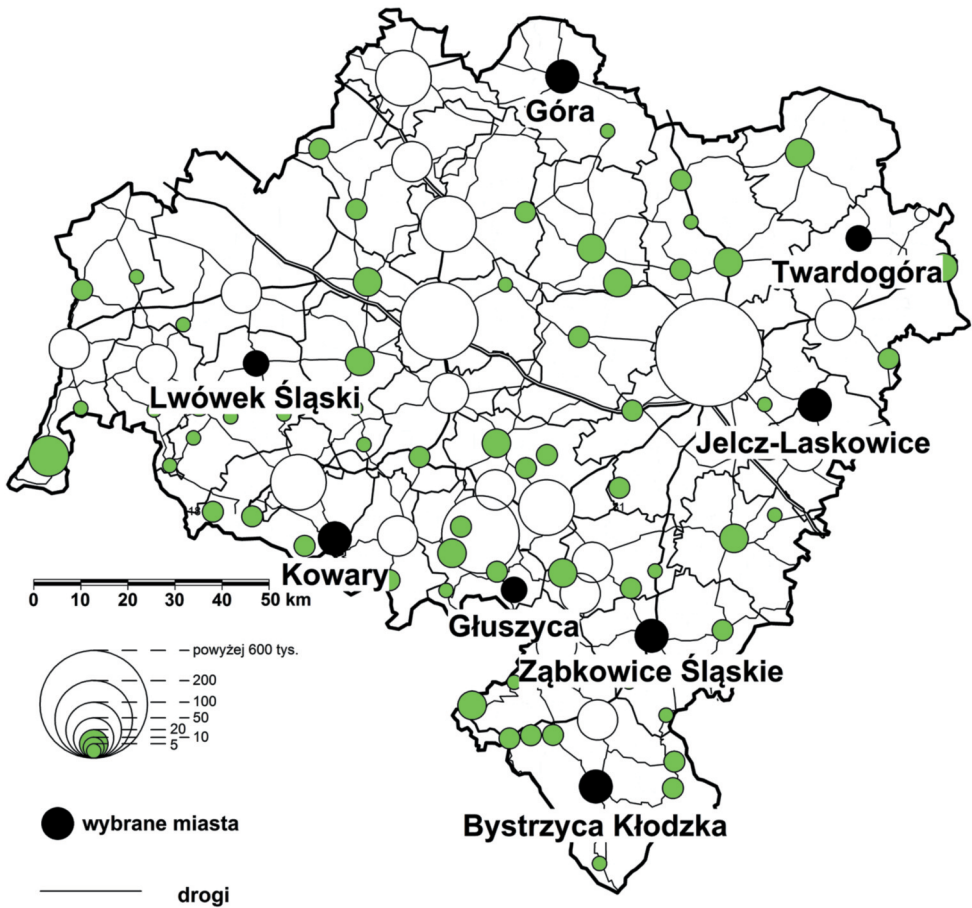 Góra
Twardogóra
Lwówek Śląski
Jelcz-Laskowice
Kowary
0 10 20 30 40 50 km
Głuszyca
powyżej 600 tys.
Ząbkowice Śląskie
200
100
50
20
10
5
wybrane miasta
Bystrzyca Kłodzka
drogi